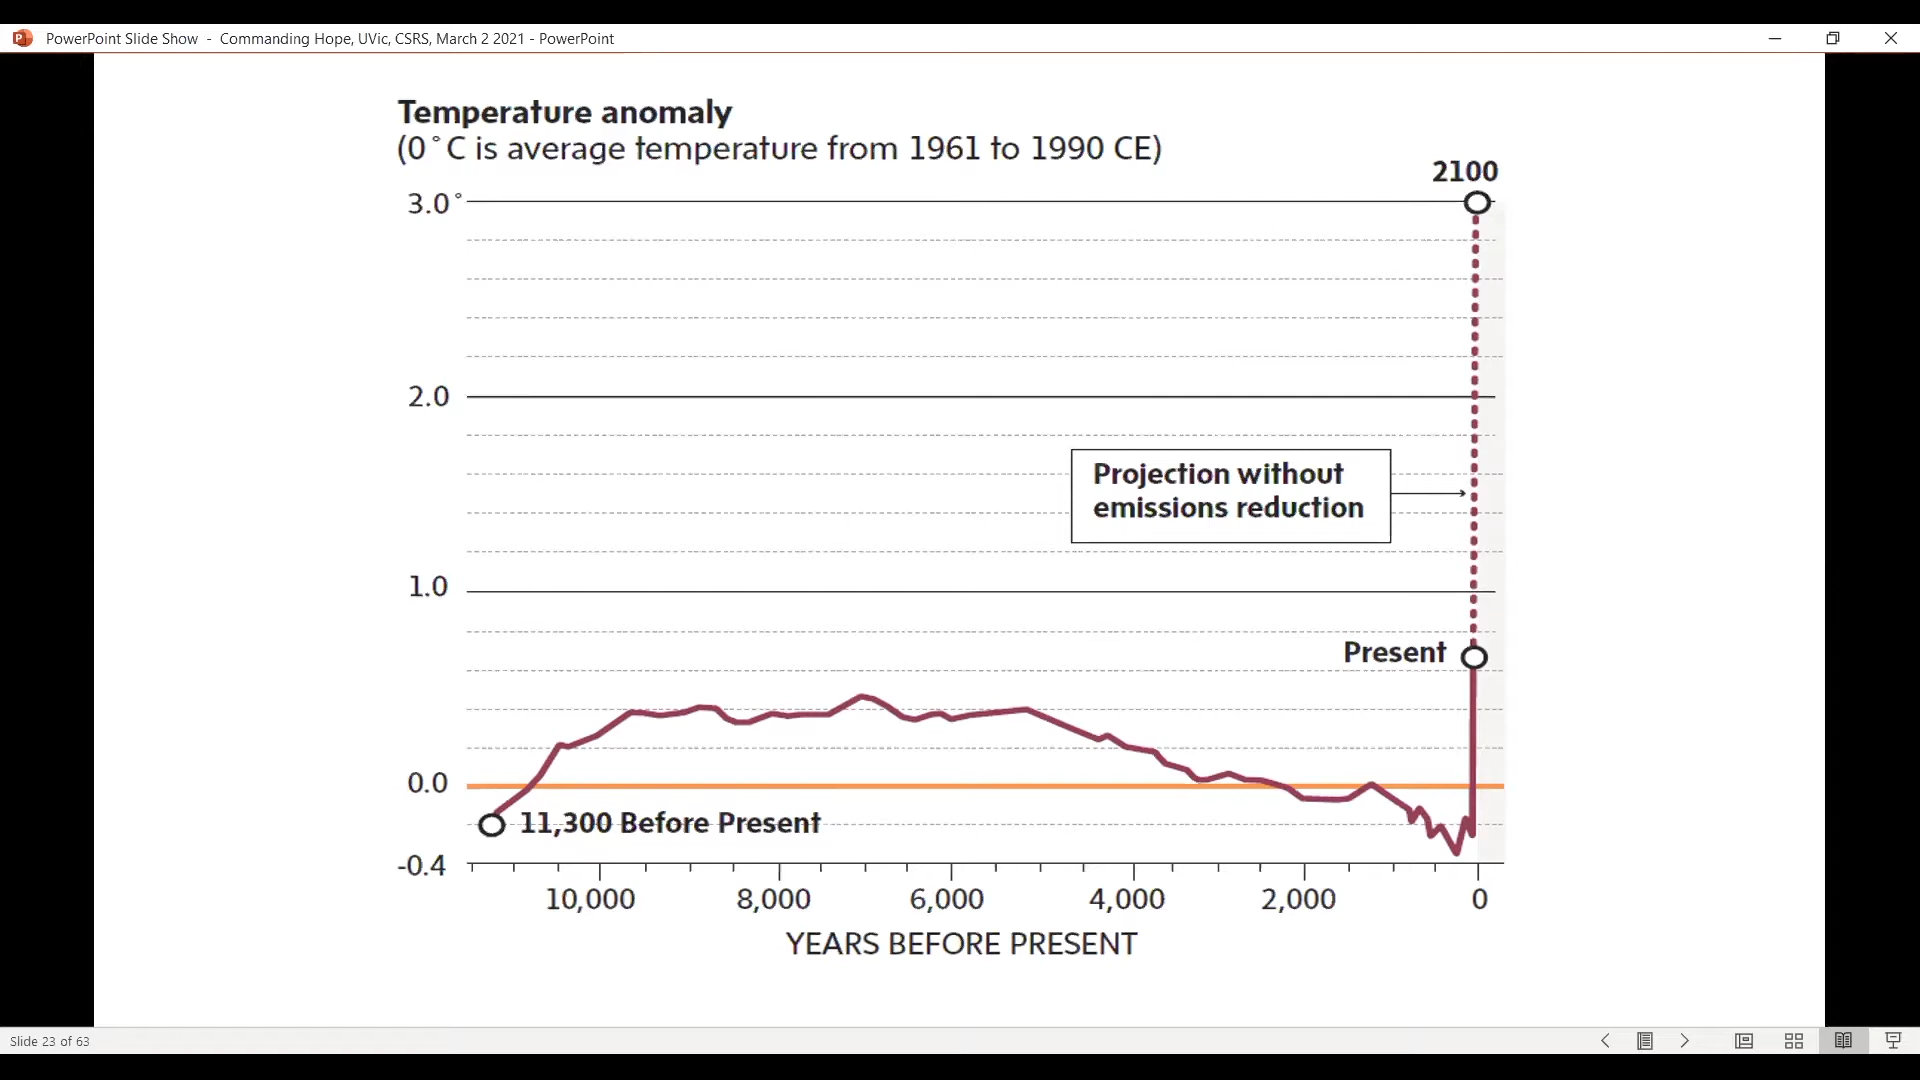 PowerPoint Slide Show - Commanding Hope, UVic, CSRS, March 2 2021 - PowerPoint
Temperature anomaly
(0°C is average temperature from 1961 to 1990 CE)
2100
3.0°
2.0
Projection without
emissions reduction
1.0
Present
0.0
11,300 Before Present
-0.4
10,000 8,000 6,000 4,000 2,000 0
YEARS BEFORE PRESENT
Slide 23 of 63